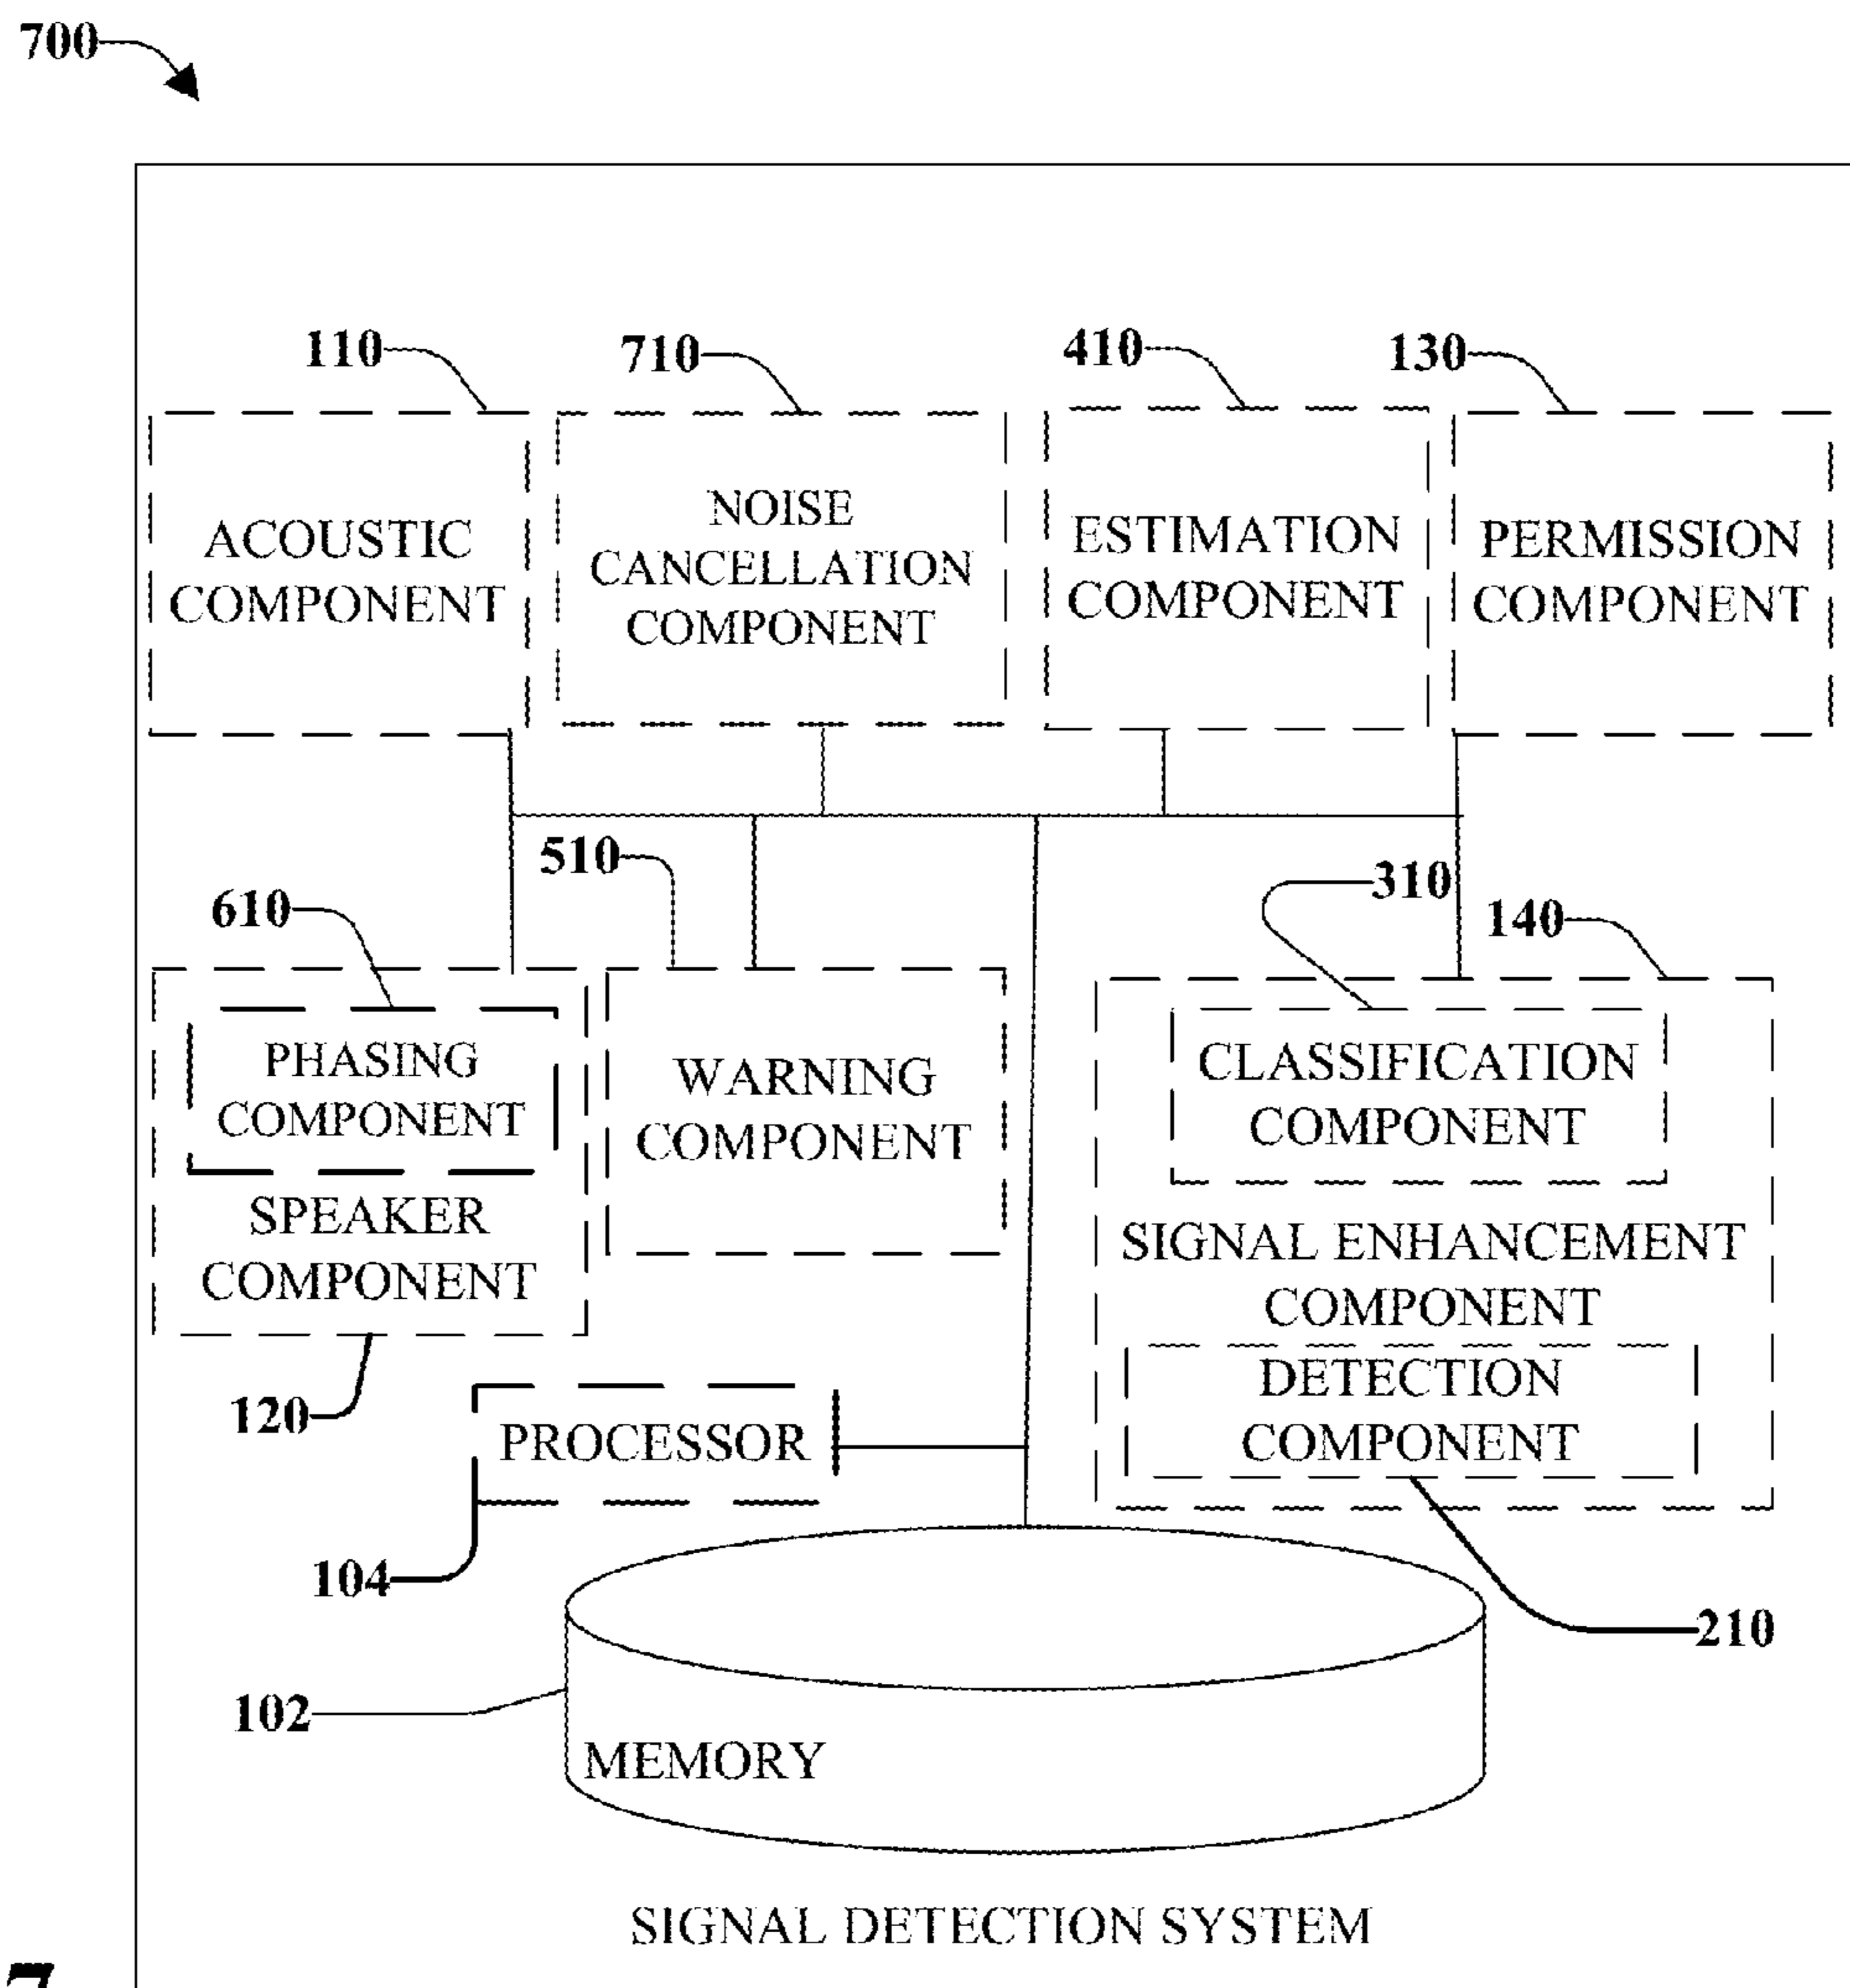 700
110
710
410
130
ACOUSTIC
COMPONENT
NOISE
CANCELLATION
COMPONENT
ESTIMATION
COMPONENT
PERMISSION
COMPONENT
510
310
610
140
PHASING
COMPONENT
SPEAKER
COMPONENT
WARNING
COMPONENT
CLASSIFICATION
COMPONENT
SIGNAL ENHANCEMENT
COMPONENT
DETECTION
COMPONENT
120
PROCESSOR
104
210
102
MEMORY
SIGNAL DETECTION SYSTEM
7